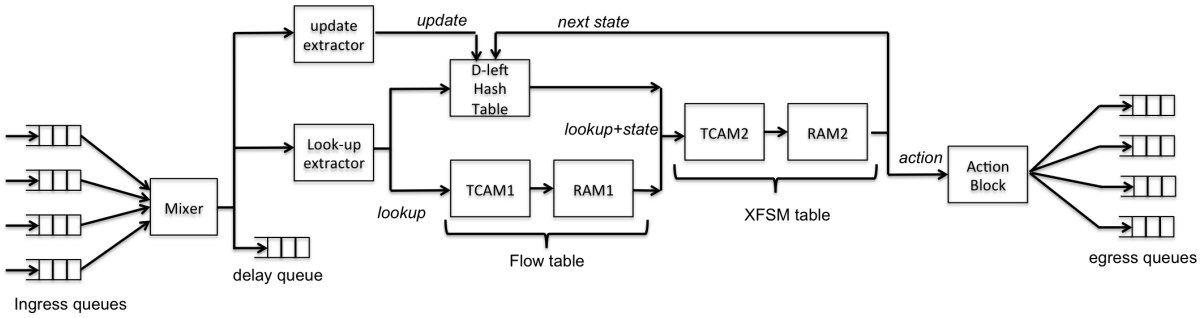 update
extractor
update
next state
D-left
Hash
Table
Look-up
extractor
lookup
TCAM1
RAM1
Flow table
lookup+state
TCAM2
RAM2
XFSM table
action
Action
Block
Mixer
delay queue
Ingress queues
egress queues